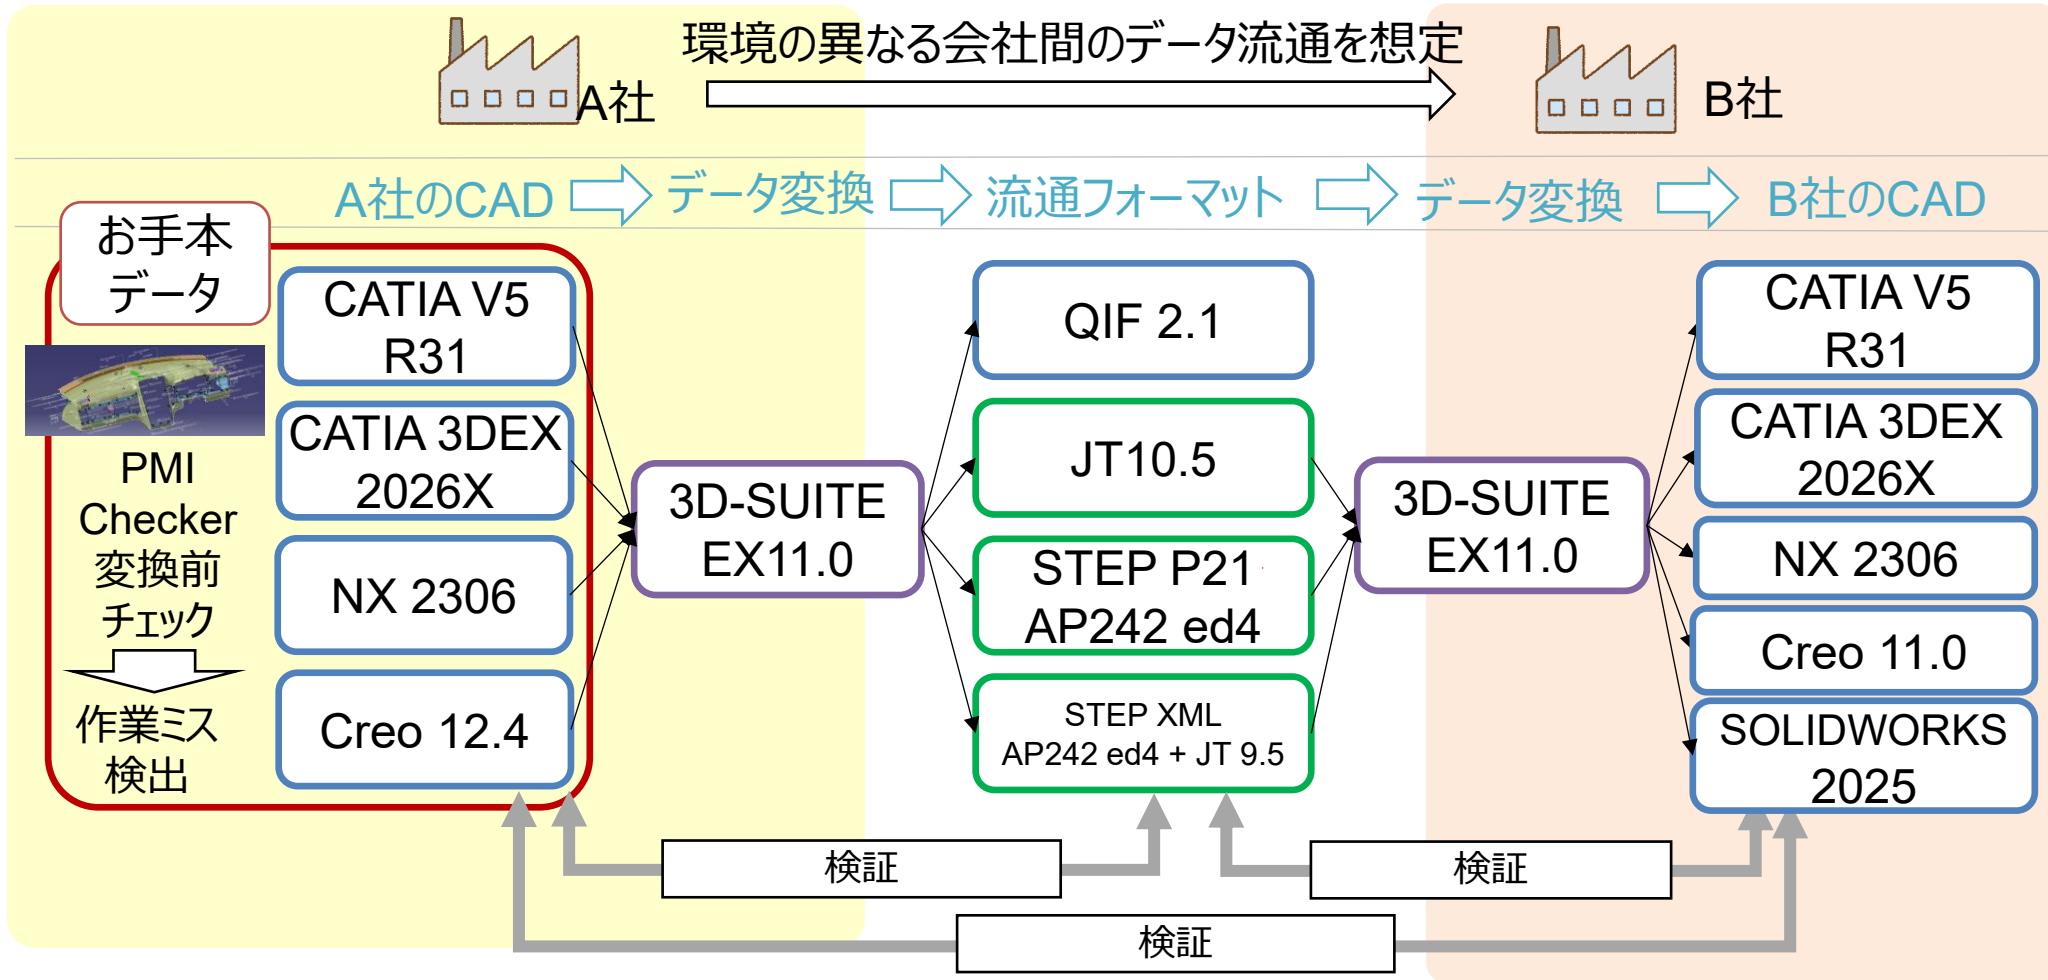 環境の異なる会社間のデータ流通を想定
A社
B社
A社のCAD
データ変換
流通フォーマット
データ変換
B社のCAD
お手本
データ
PMI
Checker
変換前
チェック
作業ミス
検出
CATIA V5
R31
CATIA 3DEX
2026X
NX 2306
Creo 12.4
3D-SUITE
EX11.0
QIF 2.1
JT10.5
STEP P21
AP242 ed4
STEP XML
AP242 ed4 + JT 9.5
3D-SUITE
EX11.0
CATIA V5
R31
CATIA 3DEX
2026X
NX 2306
Creo 11.0
SOLIDWORKS
2025
検証
検証
検証